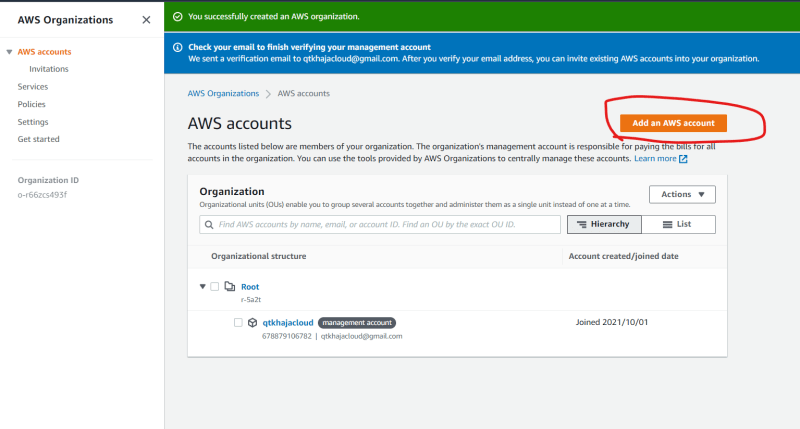 AWS Organizations
You successfully created an AWS organization.
Check your email to finish verifying your management account
We sent a verification email to qtkhajacloud@gmail.com. After you verify your email address, you can invite existing AWS accounts into your organization.
AWS accounts
Invitations
Services
Policies
Settings
Get started
Organization ID
o-r66zcs493f
AWS Organizations > AWS accounts
AWS accounts
Add an AWS account
The accounts listed below are members of your organization. The organization's management account is responsible for paying the bills for all
accounts in the organization. You can use the tools provided by AWS Organizations to centrally manage these accounts. Learn more
Organization
Organizational units (OUs) enable you to group several accounts together and administer them as a single unit instead of one at a time.
Actions
Find AWS accounts by name, email, or account ID. Find an OU by the exact OU ID.
Hierarchy
List
Organizational structure
Account created/joined date
Root
r-5a2t
qtkhajacloud management account
Joined 2021/10/01
678879106782 | qtkhajacloud@gmail.com